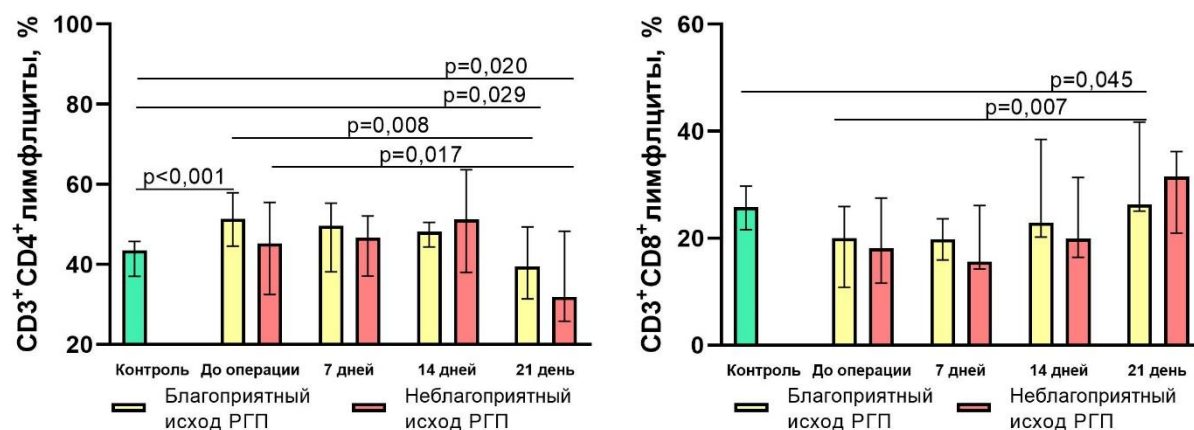 CD3+CD4+лимфлциты, %
100
80
60
40
20
p=0,020
p=0,029
p=0,008
p=0,017
p<0,001
Контроль До операции 7 дней 14 дней 21 день
Благоприятный исход РГП
Неблагоприятный исход РГП
CD3+CD8+лимфлциты, %
60
40
20
0
p=0,045
p=0,007
Контроль До операции 7 дней 14 дней 21 день
Благоприятный исход РГП
Неблагоприятный исход РГП